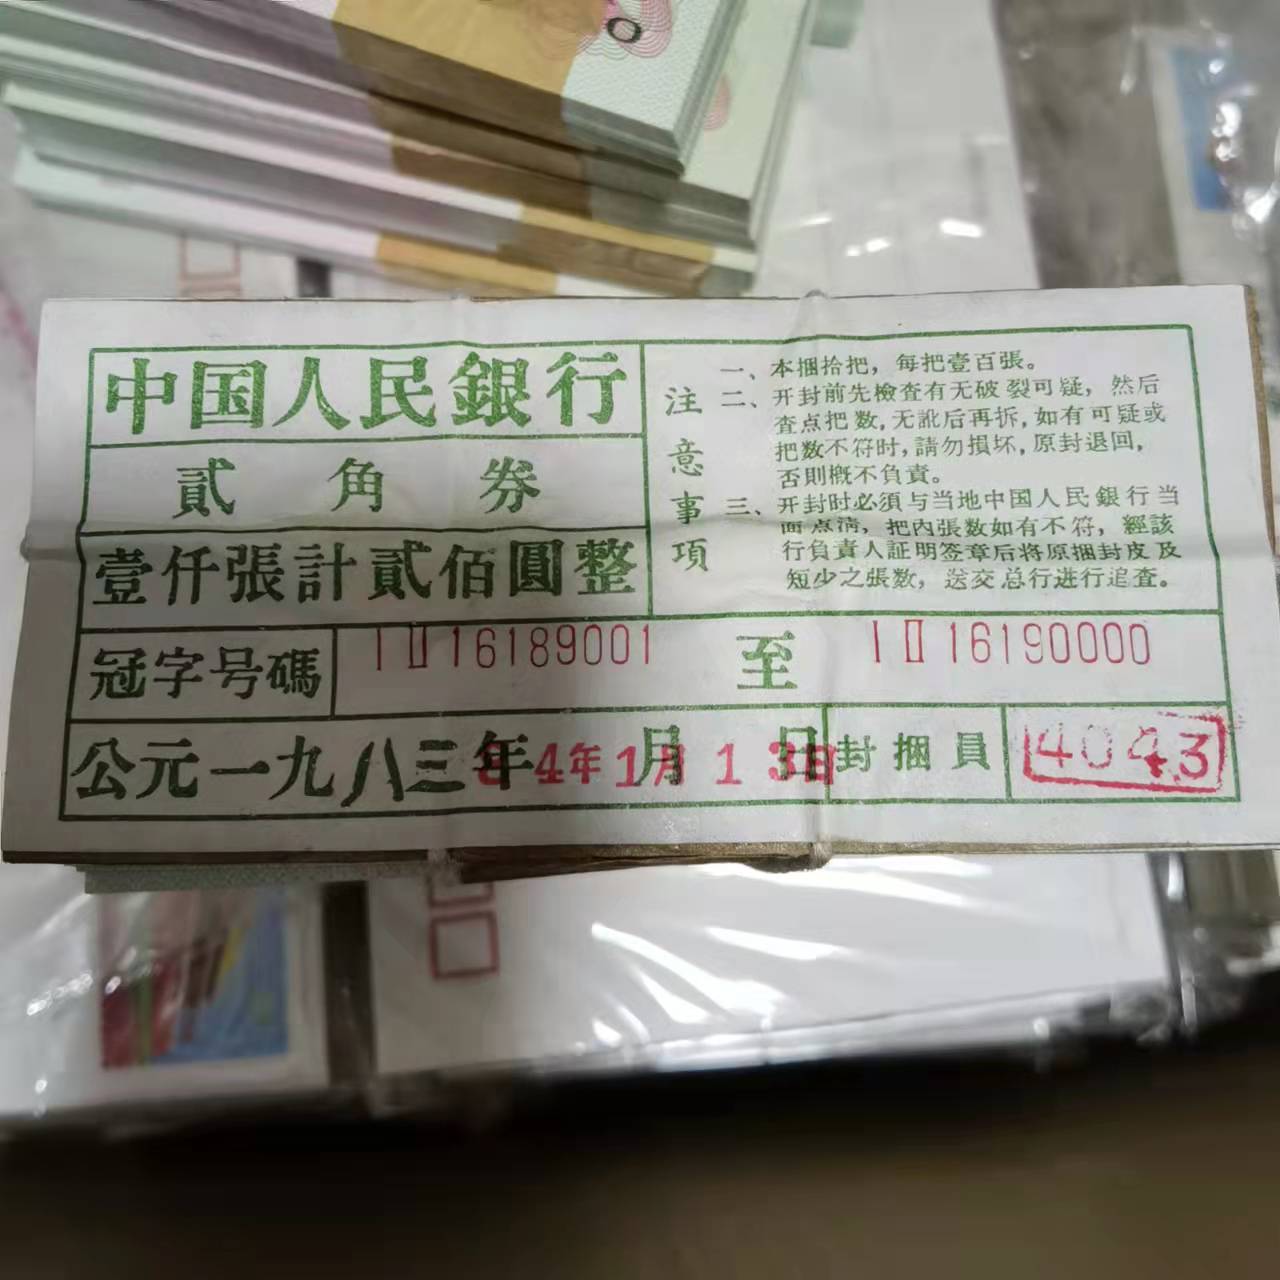 中国人民銀行
貳角券
壹仟張計貳佰圓整
注意事項
一、本捆拾把，每把壹百張。
二、开封前先檢查有无破裂可疑，然后
查点把数，无訛后再拆，如有可疑或
把数不符时，請勿損坏，原封退回，
否則概不負責。
三、开封时必須与当地中国人民銀行当
面点清，把內張数如有不符，經該
行負責人証明签章后将原捆封皮及
短少之張数，送交总行进行追查。
冠字号碼 IⅡ16189001 至 IⅡ16190000
公元一九八三年 月 日 封捆員 4043
84年1月13日